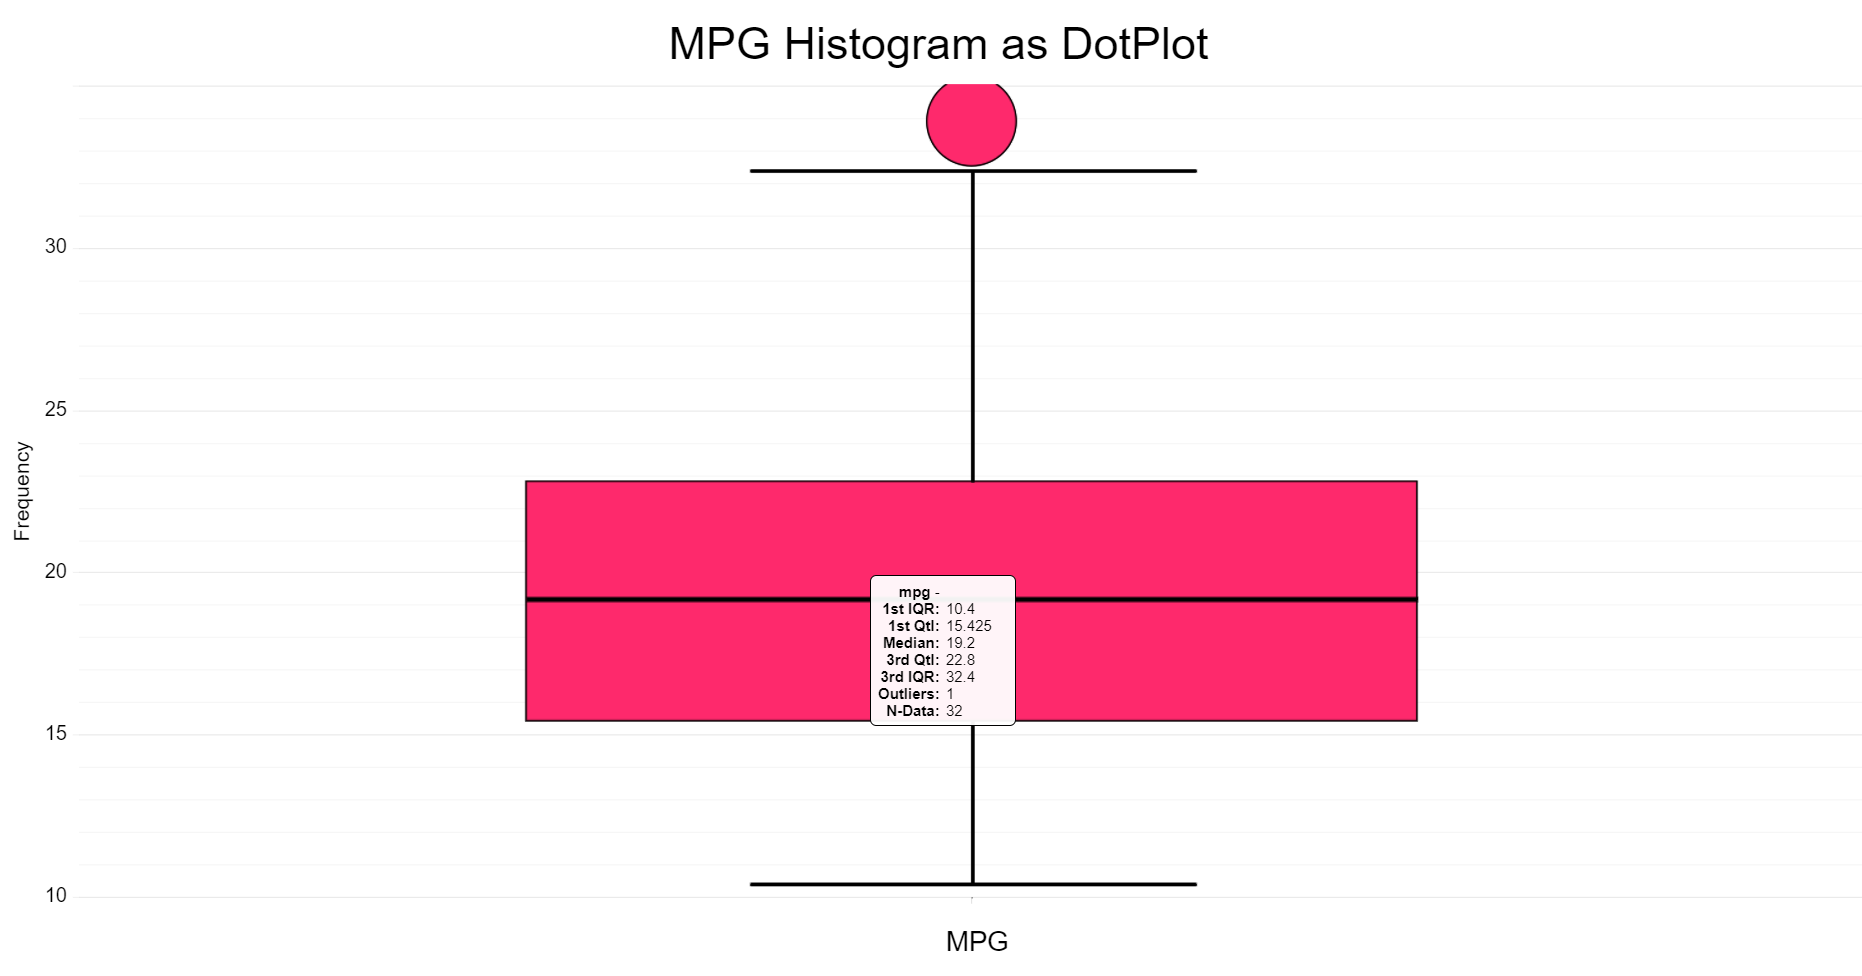 MPG Histogram as DotPlot
30
25
Frequency
20
mpg -
1st IQR: 10.4
1st Qtl: 15.425
Median: 19.2
3rd Qtl: 22.8
3rd IQR: 32.4
Outliers: 1
N-Data: 32
15
10
MPG